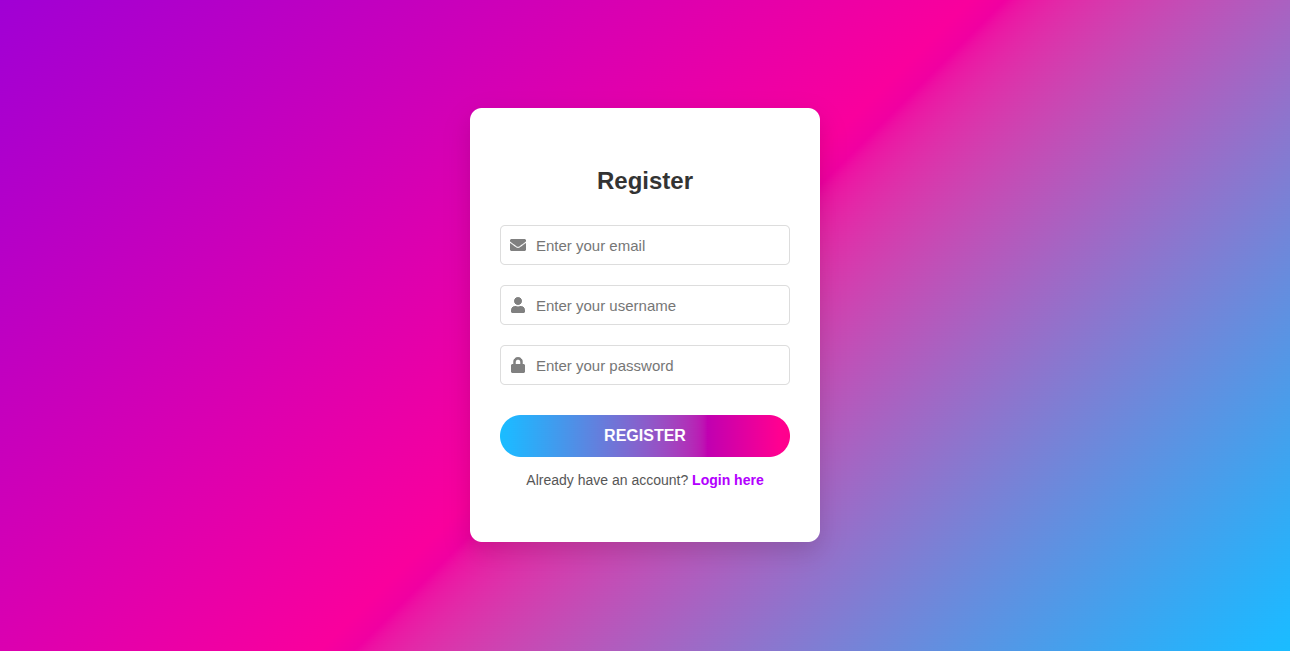 Register
Enter your email
Enter your username
Enter your password
REGISTER
Already have an account? Login here